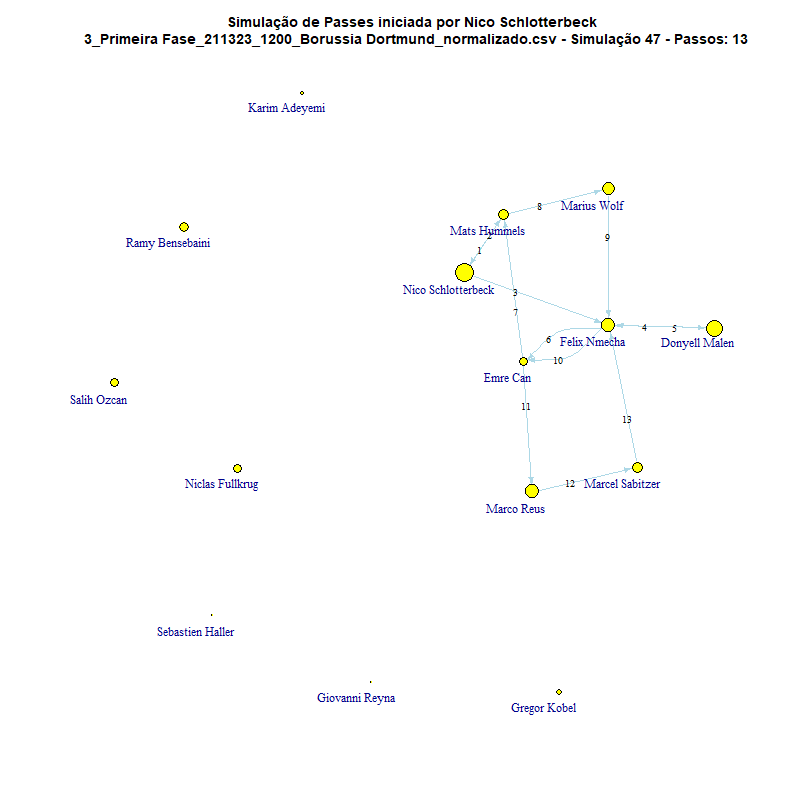 Simulação de Passes iniciada por Nico Schlotterbeck
3_Primeira Fase_211323_1200_Borussia Dortmund_normalizado.csv - Simulação 47 - Passos: 13
Karim Adeyemi
8
Marius Wolf
Mats Hummels
2
9
Ramy Bensebaini
1
Nico Schlotterbeck
3
7
4
5
6
Felix Nmecha
Donyell Malen
10
Emre Can
Salih Ozcan
11
13
Niclas Fullkrug
12
Marcel Sabitzer
Marco Reus
Sebastien Haller
Giovanni Reyna
Gregor Kobel